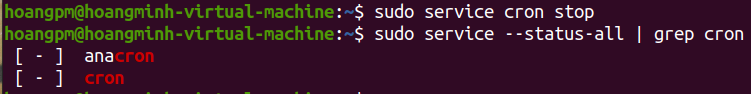 hoangpm@hoangminh-virtual-machine:~$ sudo service cron stop
hoangpm@hoangminh-virtual-machine:~$ sudo service --status-all | grep cron
[ - ] anacron
[ - ] cron